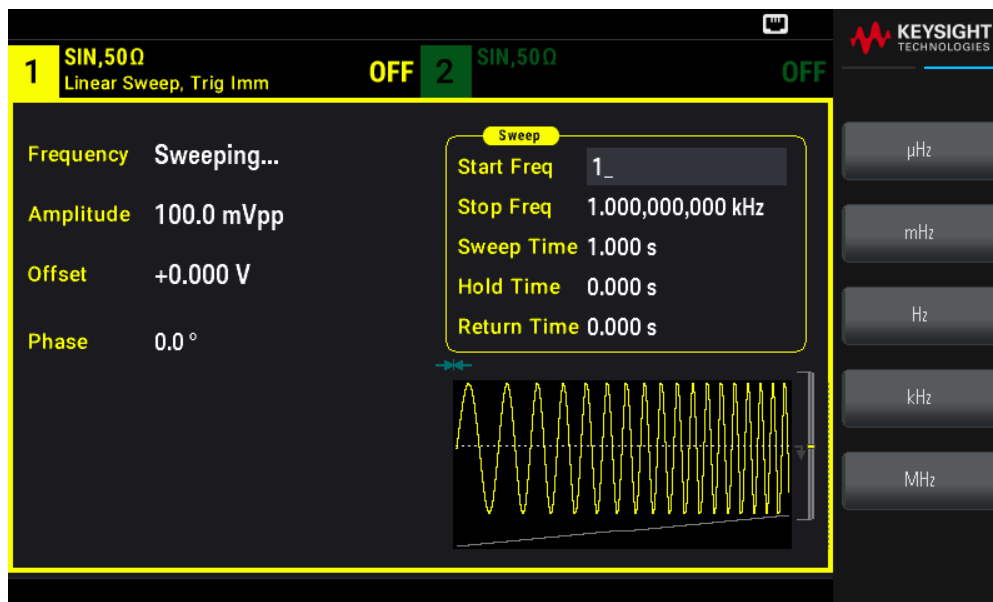 KEYSIGHT
TECHNOLOGIES
1 SIN,50Ω OFF 2 SIN,50Ω OFF
Linear Sweep, Trig Imm
Frequency Sweeping...
Amplitude 100.0 mVpp
Offset +0.000 V
Phase 0.0 °
Sweep
Start Freq 1_
Stop Freq 1.000,000,000 kHz
Sweep Time 1.000 s
Hold Time 0.000 s
Return Time 0.000 s
µHz
mHz
Hz
kHz
MHz